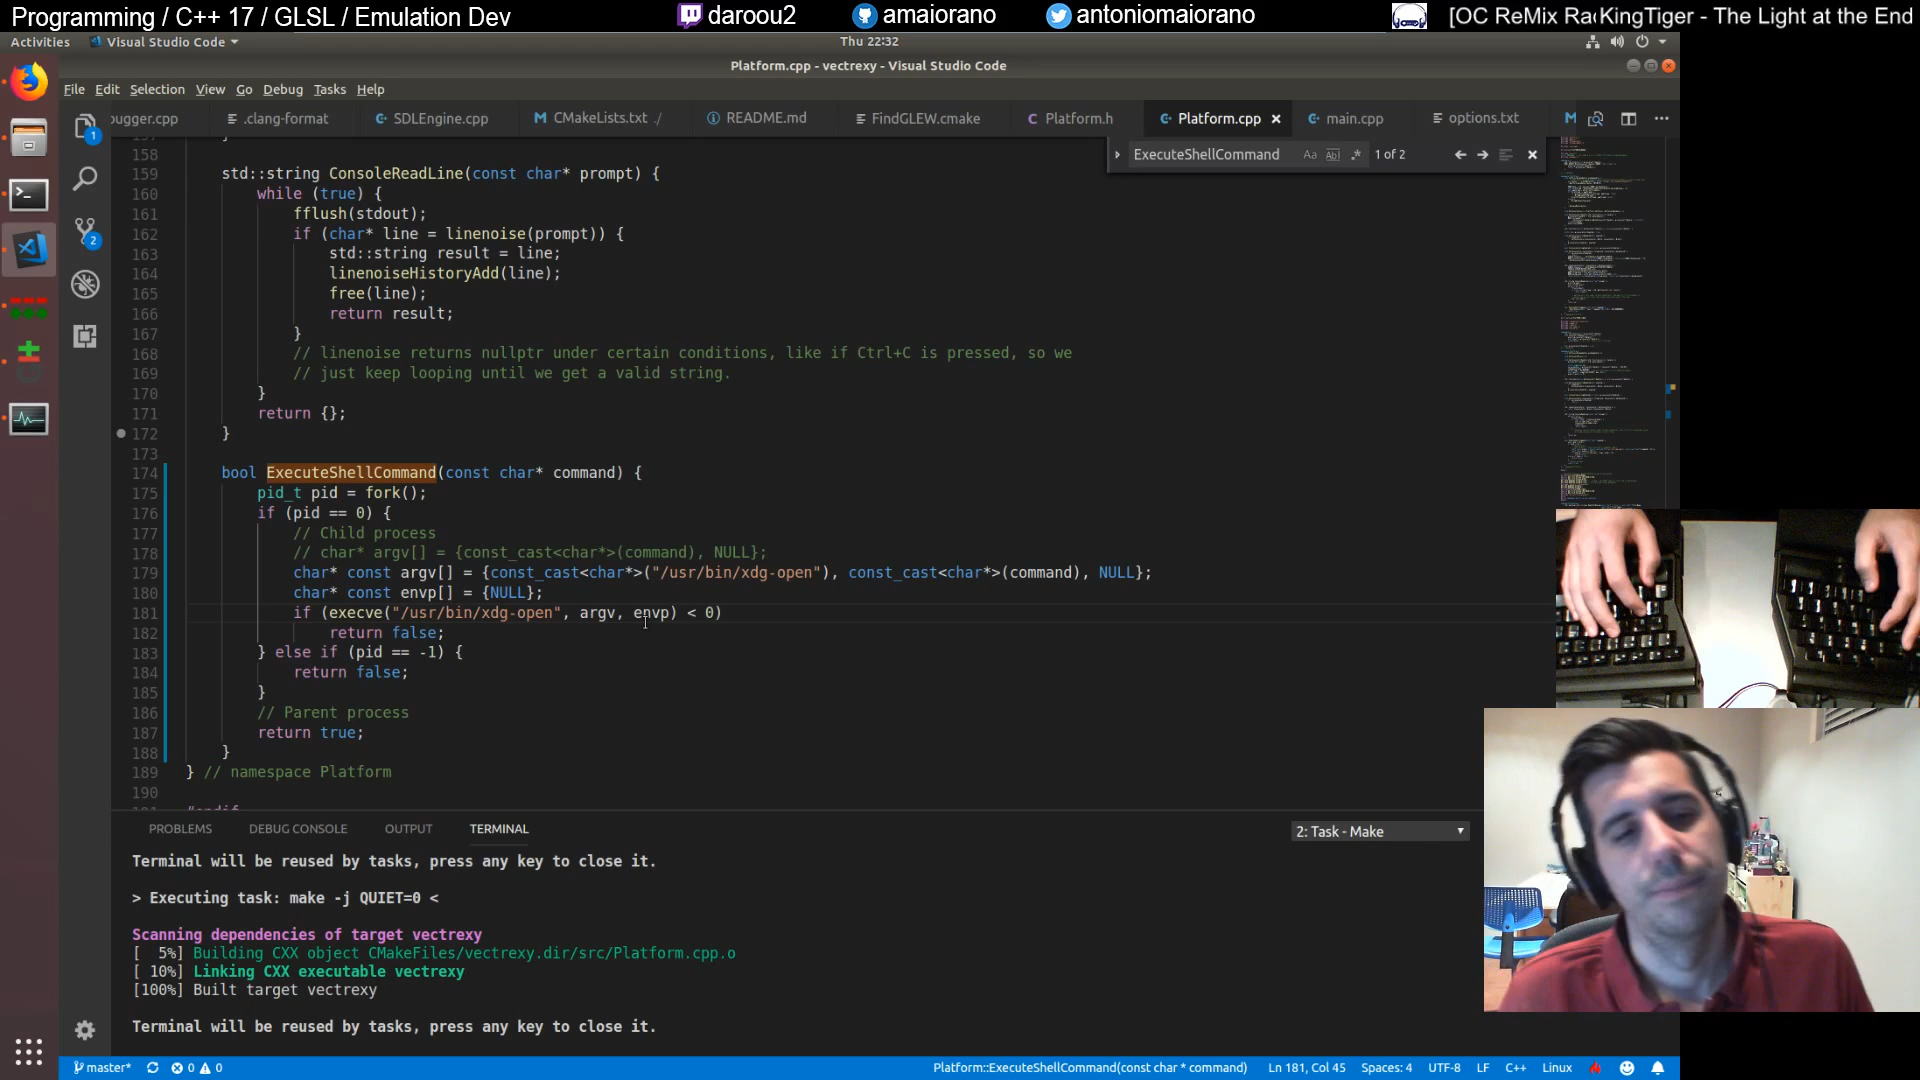 Programming / C++ 17 / GLSL / Emulation Dev
daroou2
amaiorano
antoniomaiorano
[OC ReMix Ra
KingTiger - The Light at the End
Activities
Visual Studio Code
Thu 22:32
Platform.cpp - vectrexy - Visual Studio Code
File Edit Selection View Go Debug Tasks Help
ougger.cpp
.clang-format
SDLEngine.cpp
CMakeLists.txt ./
README.md
FindGLEW.cmake
Platform.h
Platform.cpp
main.cpp
options.txt
ExecuteShellCommand
1 of 2
158
159 std::string ConsoleReadLine(const char* prompt) {
160 while (true) {
161 fflush(stdout);
162 if (char* line = linenoise(prompt)) {
163 std::string result = line;
164 linenoiseHistoryAdd(line);
165 free(line);
166 return result;
167 }
168 // linenoise returns nullptr under certain conditions, like if Ctrl+C is pressed, so we
169 // just keep looping until we get a valid string.
170 }
171 return {};
172 }
173
174 bool ExecuteShellCommand(const char* command) {
175 pid_t pid = fork();
176 if (pid == 0) {
177 // Child process
178 // char* argv[] = {const_cast<char*>(command), NULL};
179 char* const argv[] = {const_cast<char*>("/usr/bin/xdg-open"), const_cast<char*>(command), NULL};
180 char* const envp[] = {NULL};
181 if (execve("/usr/bin/xdg-open", argv, envp) < 0)
182 return false;
183 } else if (pid == -1) {
184 return false;
185 }
186 // Parent process
187 return true;
188 }
189 } // namespace Platform
190
PROBLEMS
DEBUG CONSOLE
OUTPUT
TERMINAL
2: Task - Make
Terminal will be reused by tasks, press any key to close it.
> Executing task: make -j QUIET=0 <
Scanning dependencies of target vectrexy
[  5%] Building CXX object CMakeFiles/vectrexy.dir/src/Platform.cpp.o
[ 10%] Linking CXX executable vectrexy
[100%] Built target vectrexy
Terminal will be reused by tasks, press any key to close it.
master*
0
0
Platform::ExecuteShellCommand(const char * command)
Ln 181, Col 45
Spaces: 4
UTF-8
LF
C++
Linux